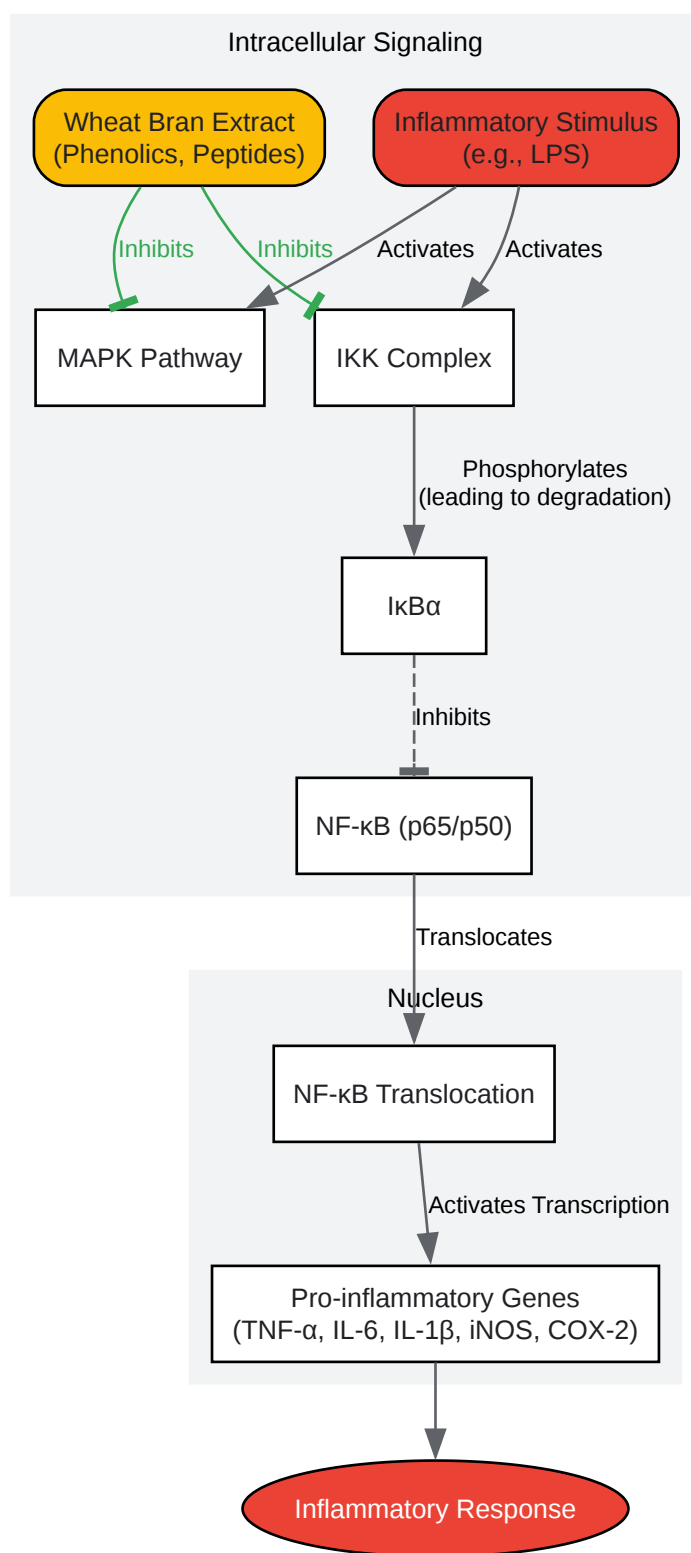 Intracellular Signaling
Wheat Bran Extract
(Phenolics, Peptides)
Inflammatory Stimulus
(e.g., LPS)
Inhibits
Inhibits
Activates
Activates
MAPK Pathway
IKK Complex
Phosphorylates
(leading to degradation)
IκBα
Inhibits
NF-κB (p65/p50)
Translocates
Nucleus
NF-κB Translocation
Activates Transcription
Pro-inflammatory Genes
(TNF-α, IL-6, IL-1β, iNOS, COX-2)
Inflammatory Response